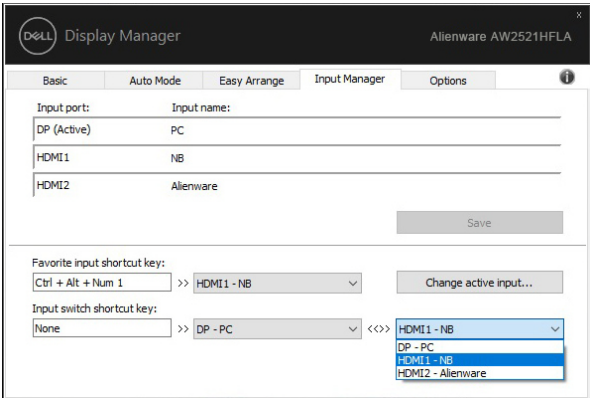 DELL Display Manager Alienware AW2521HFLA x
Basic Auto Mode Easy Arrange Input Manager Options i
Input port: Input name:
DP (Active) PC
HDMI1 NB
HDMI2 Alienware
Save
Favorite input shortcut key:
Ctrl + Alt + Num 1 >> HDMI1 - NB Change active input...
Input switch shortcut key:
None >> DP - PC <<>> HDMI1 - NB
DP - PC
HDMI1 - NB
HDMI2 - Alienware